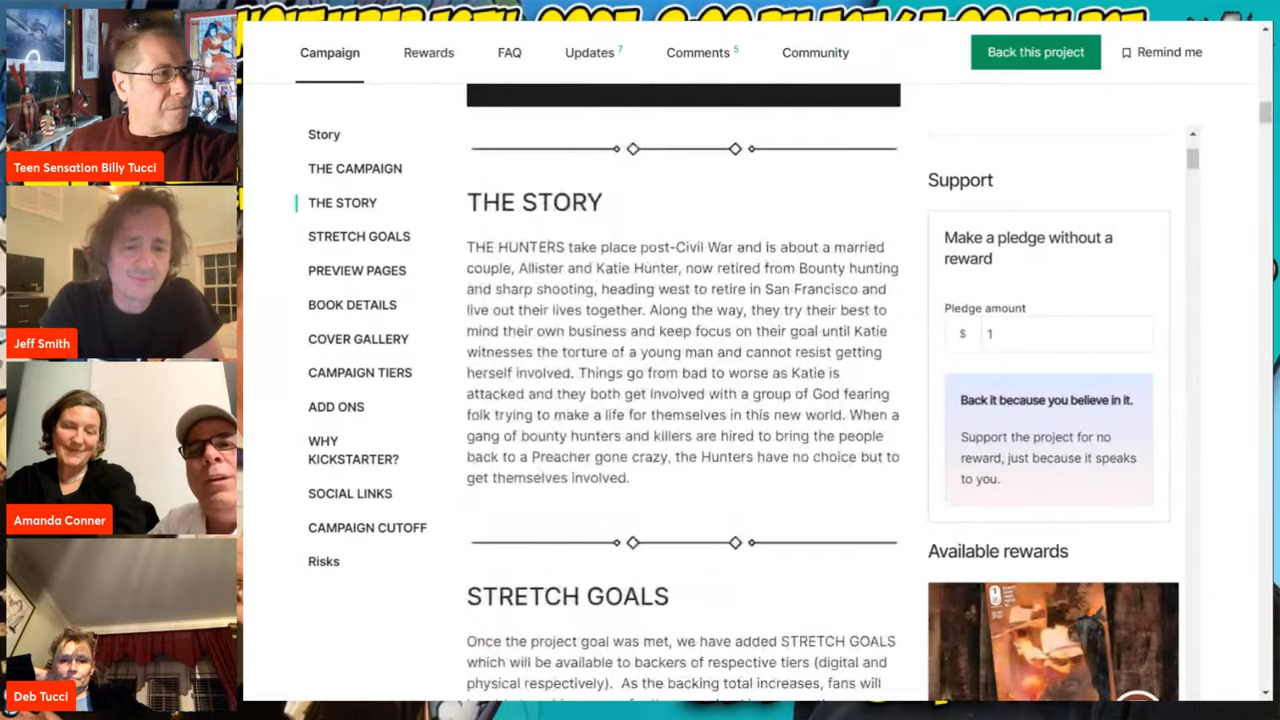 Campaign
Rewards
FAQ
Updates 7
Comments 5
Community
Back this project
Remind me
Story
THE CAMPAIGN
THE STORY
STRETCH GOALS
PREVIEW PAGES
BOOK DETAILS
COVER GALLERY
CAMPAIGN TIERS
ADD ONS
WHY
KICKSTARTER?
SOCIAL LINKS
CAMPAIGN CUTOFF
Risks
THE STORY
THE HUNTERS take place post-Civil War and is about a married
couple, Allister and Katie Hunter, now retired from Bounty hunting
and sharp shooting, heading west to retire in San Francisco and
live out their lives together. Along the way, they try their best to
mind their own business and keep focus on their goal until Katie
witnesses the torture of a young man and cannot resist getting
herself involved. Things go from bad to worse as Katie is
attacked and they both get Involved with a group of God fearing
folk trying to make a life for themselves in this new world. When a
gang of bounty hunters and killers are hired to bring the people
back to a Preacher gone crazy, the Hunters have no choice but to
get themselves involved.
STRETCH GOALS
Once the project goal was met, we have added STRETCH GOALS
which will be available to backers of respective tiers (digital and
physical respectively). As the backing total increases, fans will
Support
Make a pledge without a
reward
Pledge amount
$ 1
Back it because you believe in it.
Support the project for no
reward, just because it speaks
to you.
Available rewards
Teen Sensation Billy Tucci
Jeff Smith
Amanda Conner
Deb Tucci